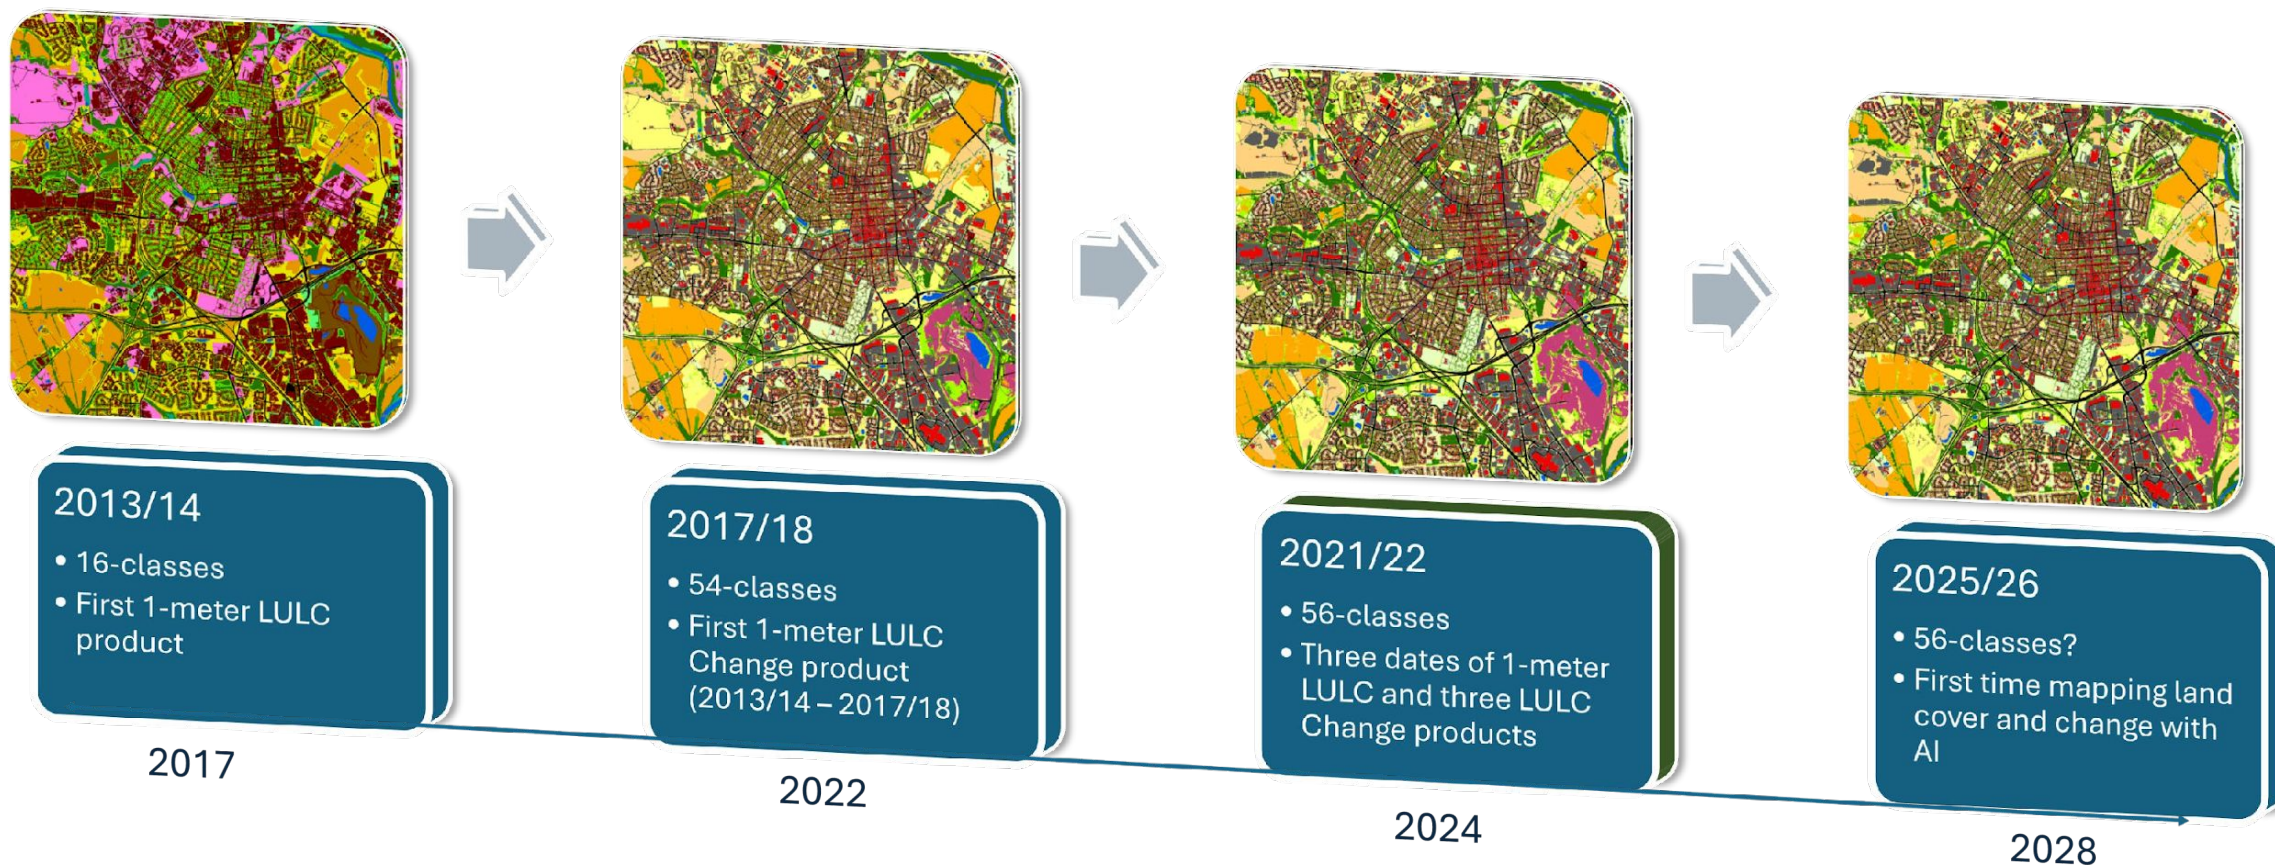 2013/14
• 16-classes
• First 1-meter LULC
product
2017
2017/18
• 54-classes
• First 1-meter LULC
Change product
(2013/14 – 2017/18)
2022
2021/22
• 56-classes
• Three dates of 1-meter
LULC and three LULC
Change products
2024
2025/26
• 56-classes?
• First time mapping land
cover and change with
AI
2028